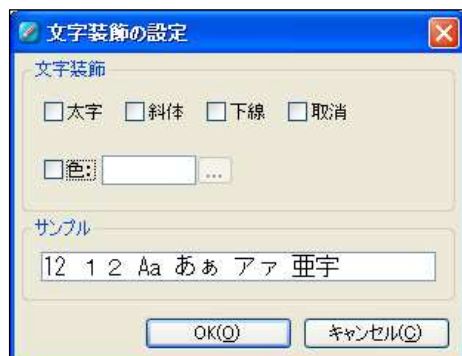 文字装飾の設定
文字装飾
太字 斜体 下線 取消
色: ...
サンプル
12 １２ Aa あぁ アァ 亜宇
OK(O) キャンセル(C)